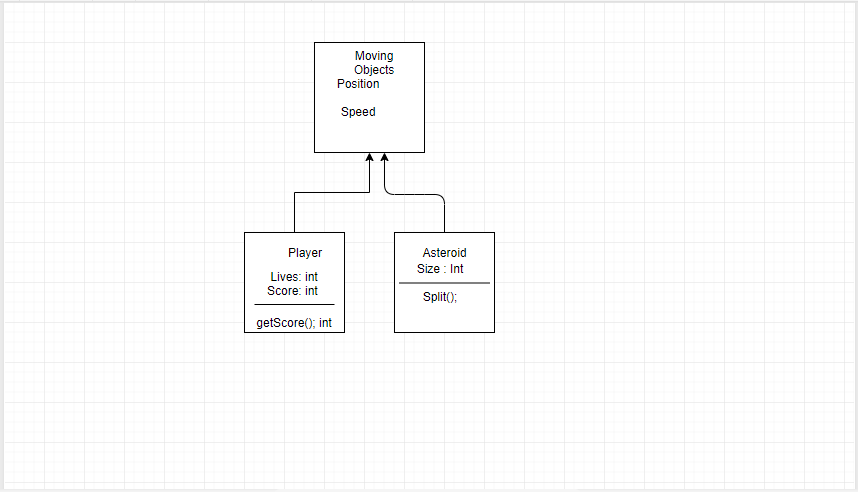 Moving
Objects
Position
Speed
Player
Lives: int
Score: int
getScore(); int
Asteroid
Size : Int
Split();